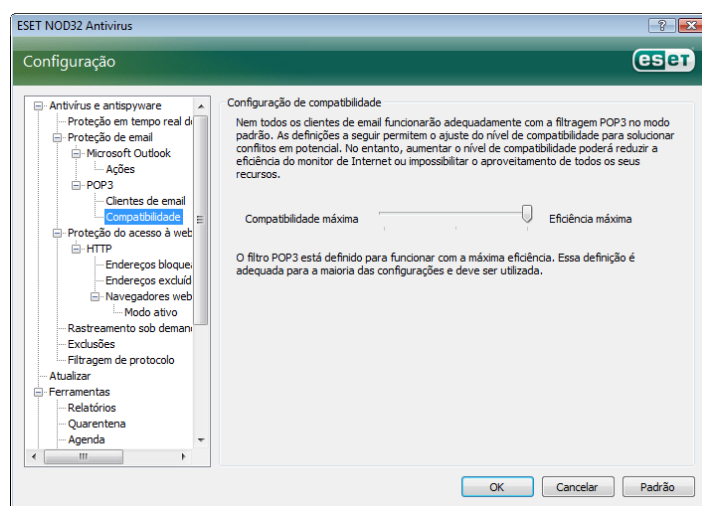 ESET NOD32 Antivirus
Configuração
eseT
Antivírus e antispyware
Proteção em tempo real d
Proteção de email
Microsoft Outlook
Ações
POP3
Clientes de email
Compatibilidade
Proteção do acesso à web
HTTP
Endereços bloque
Endereços excluíd
Navegadores web
Modo ativo
Rastreamento sob deman
Exclusões
Filtragem de protocolo
Atualizar
Ferramentas
Relatórios
Quarentena
Agenda
Configuração de compatibilidade
Nem todos os clientes de email funcionarão adequadamente com a filtragem POP3 no modo
padrão. As definições a seguir permitem o ajuste do nível de compatibilidade para solucionar
conflitos em potencial. No entanto, aumentar o nível de compatibilidade poderá reduzir a
eficiência do monitor de Internet ou impossibilitar o aproveitamento de todos os seus
recursos.
Compatibilidade máxima
Eficiência máxima
O filtro POP3 está definido para funcionar com a máxima eficiência. Essa definição é
adequada para a maioria das configurações e deve ser utilizada.
OK
Cancelar
Padrão